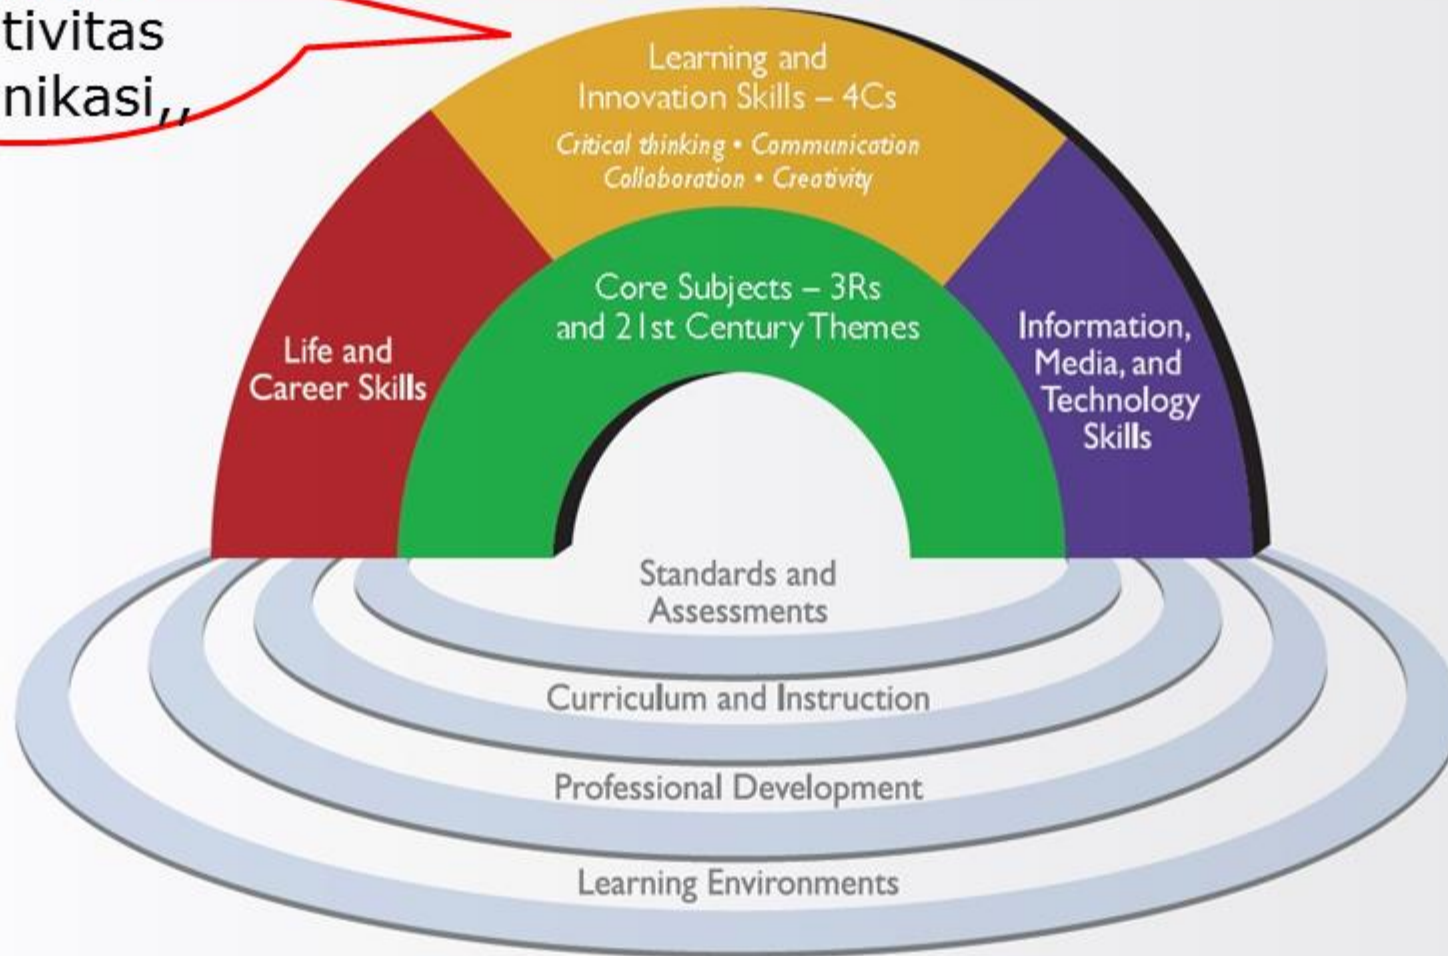 tivitas
nikasi,,
Learning and
Innovation Skills – 4Cs
Critical thinking • Communication
Collaboration • Creativity
Core Subjects – 3Rs
and 21st Century Themes
Life and
Career Skills
Information,
Media, and
Technology
Skills
Standards and
Assessments
Curriculum and Instruction
Professional Development
Learning Environments